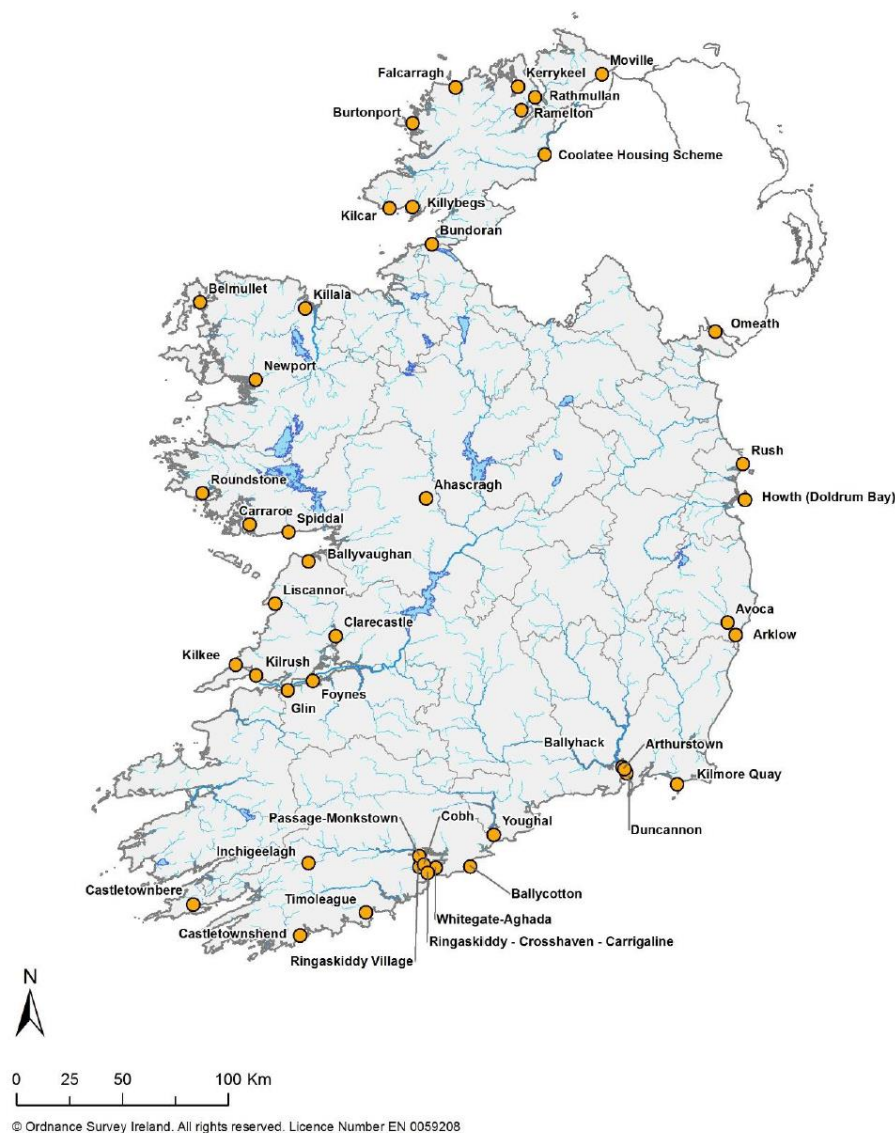 Moville
Falcarragh
Kerrykeel
Rathmullan
Ramelton
Burtonport
Coolatee Housing Scheme
Killybegs
Kilcar
Bundoran
Belmullet
Killala
Omeath
Newport
Rush
Roundstone
Ahascragh
Howth (Doldrum Bay)
Carraroe
Spiddal
Ballyvaughan
Liscannor
Clarecastle
Avoca
Arklow
Kilkee
Kilrush
Foynes
Glin
Ballyhack
Arthurstown
Kilmore Quay
Passage-Monkstown
Cobh
Youghal
Duncannon
Inchigeelagh
Castletownbere
Ballycotton
Timoleague
Whitegate-Aghada
Castletownshend
Ringaskiddy - Crosshaven - Carrigaline
Ringaskiddy Village
N
0 25 50 100 Km
© Ordnance Survey Ireland. All rights reserved. Licence Number EN 0059208